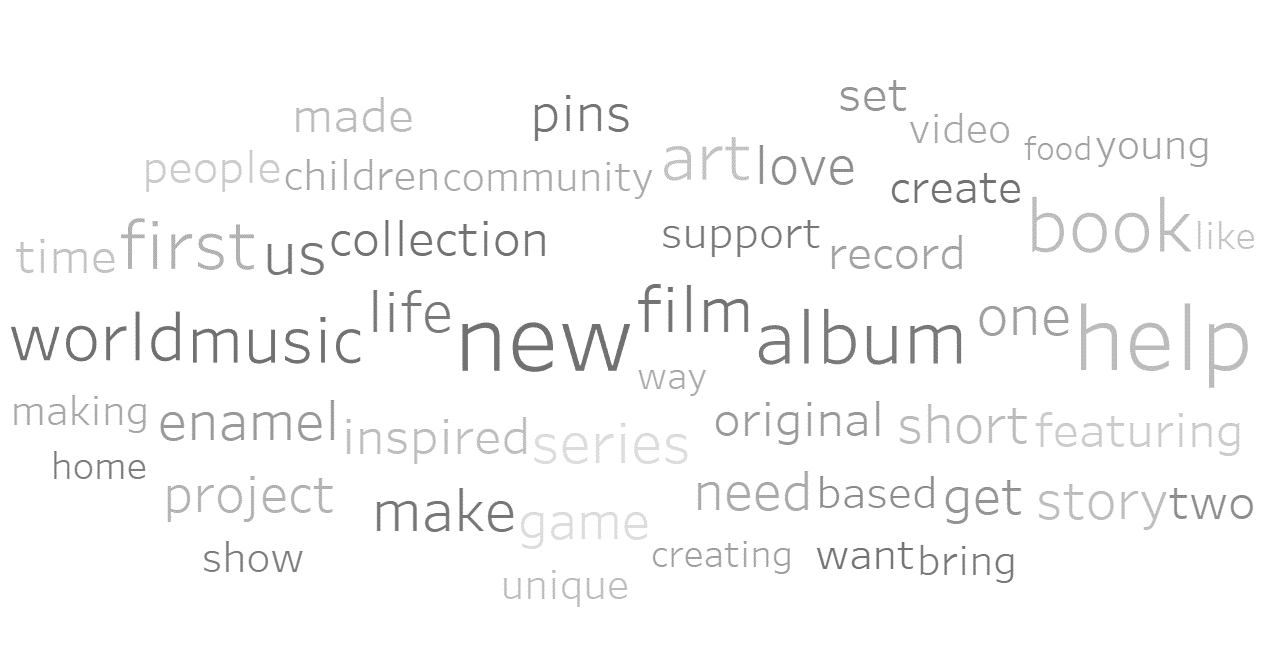 set
made pins video
people children community art love food young
create
time first us collection support record book like
world music life new film album one help
way
making enamel inspired series original short featuring
home
project make game need based get story two
show creating want bring
unique